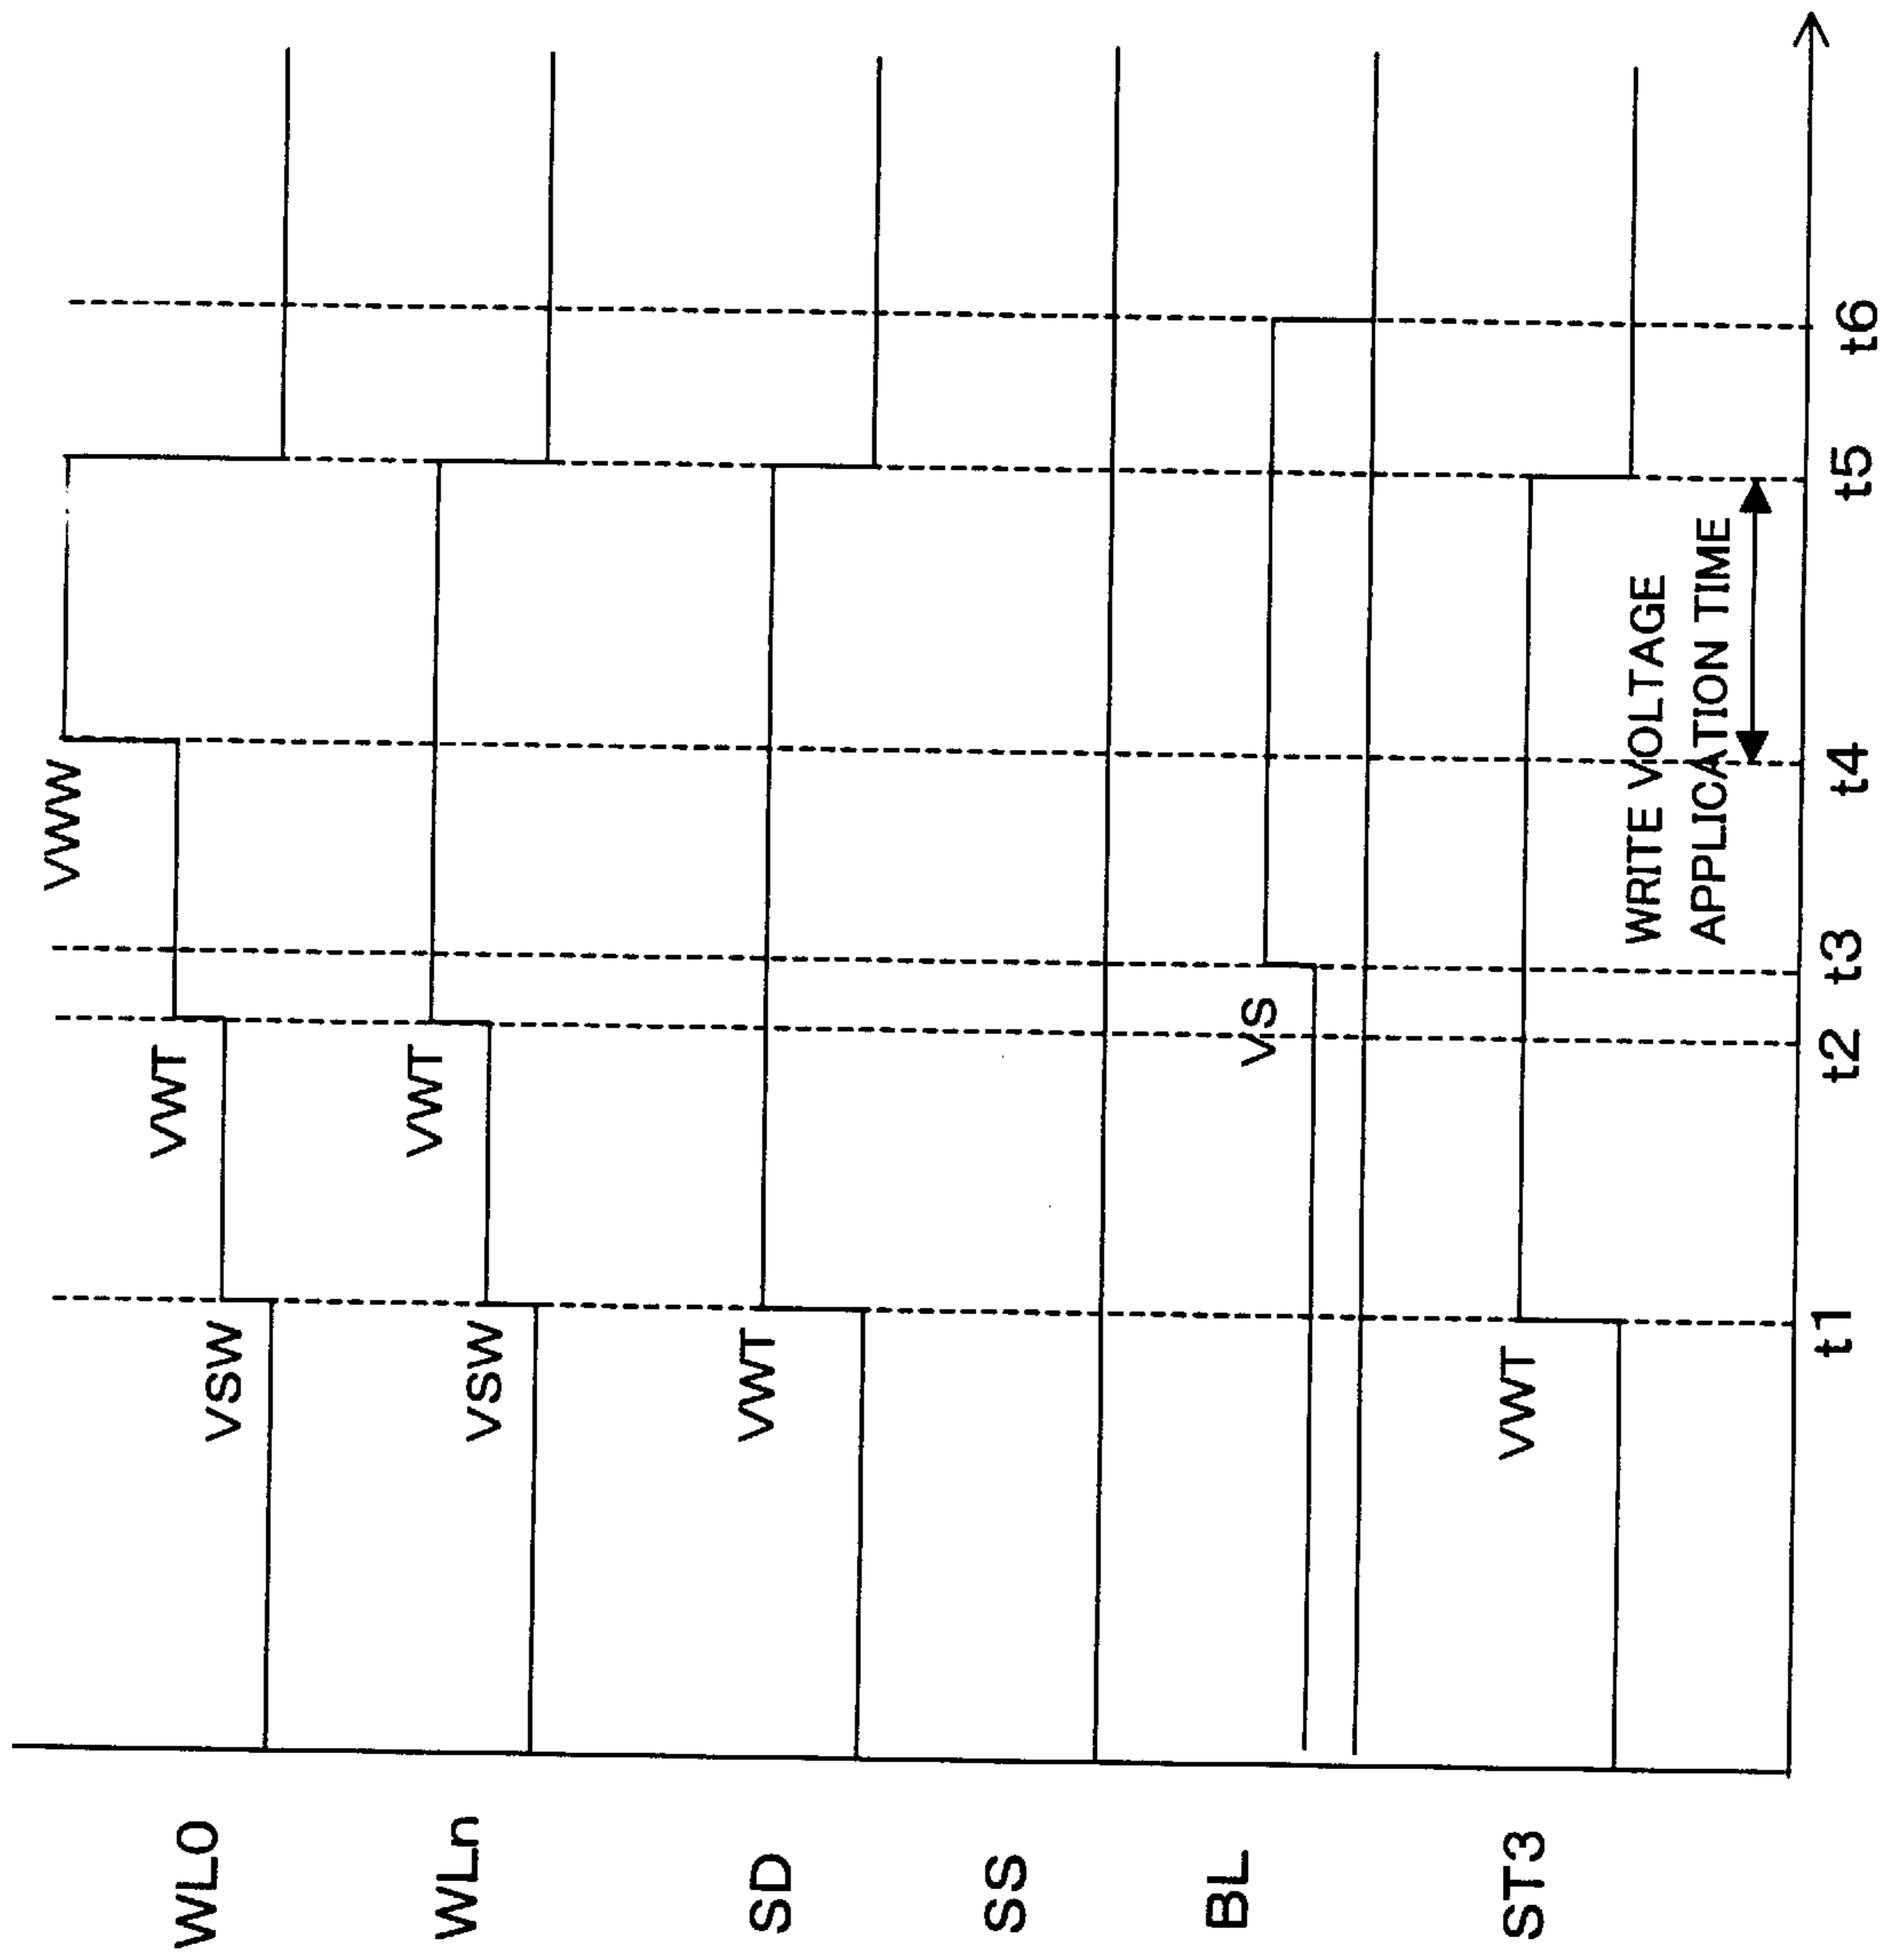 WL0
VSW
VWT
VWW
WLn
VSW
VWT
SD
VWT
SS
BL
VS
ST3
VWT
WRITE VOLTAGE
APPLICATION TIME
t1
t2
t3
t4
t5
t6